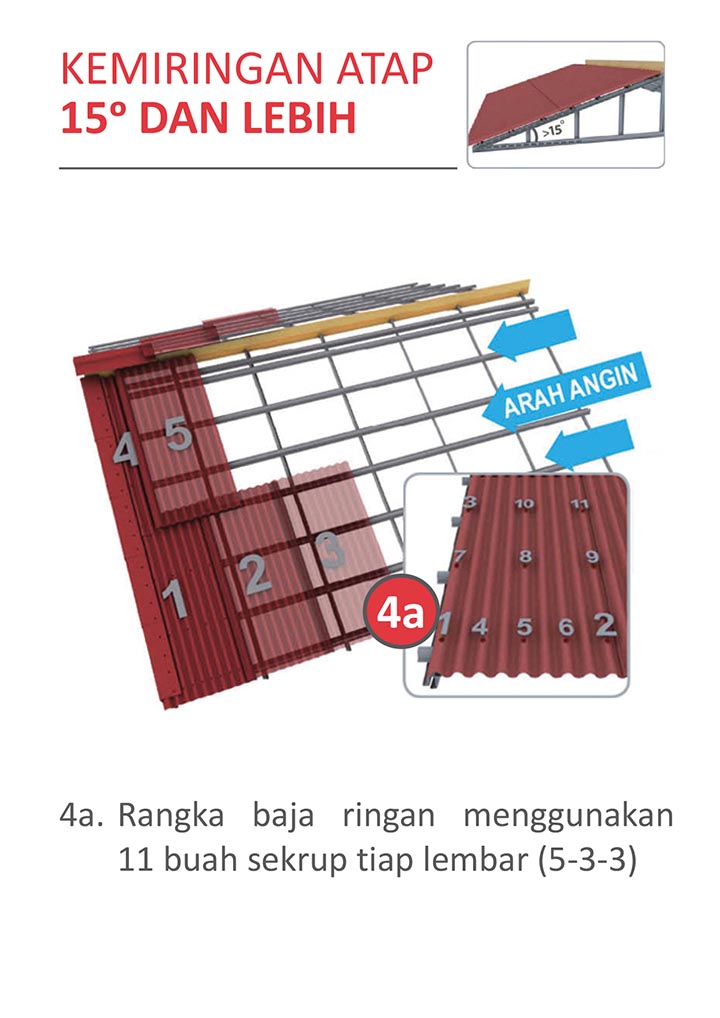 KEMIRINGAN ATAP
15º DAN LEBIH
>15°
ARAH ANGIN
4 5
1 2 3
4a
3 10 11
7 8 9
1 4 5 6 2
4a. Rangka baja ringan menggunakan
11 buah sekrup tiap lembar (5-3-3)